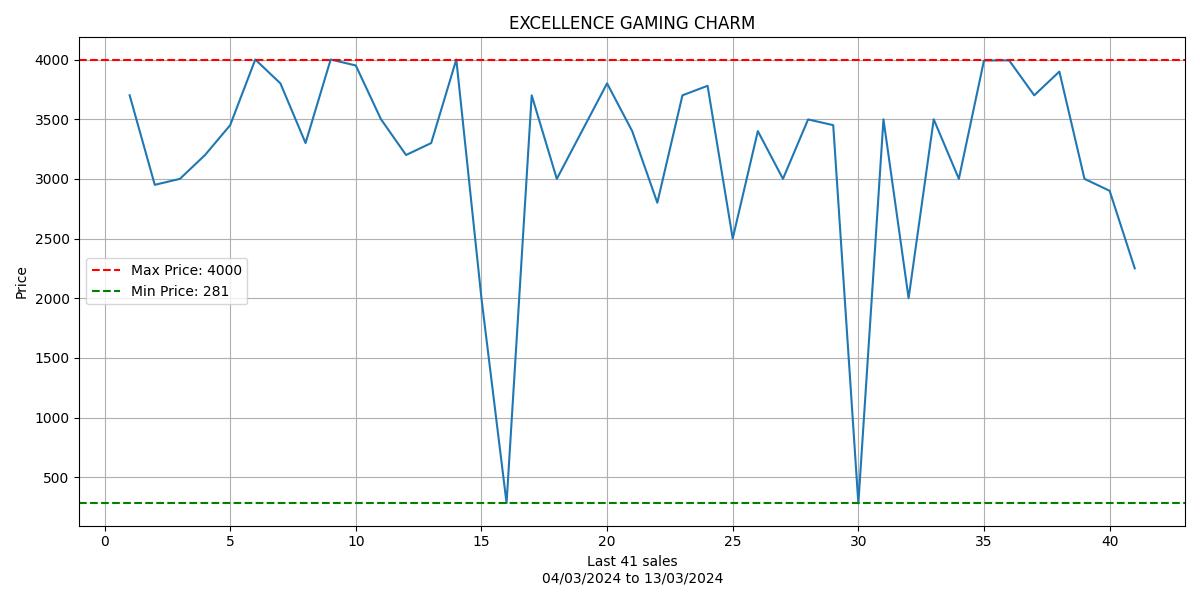 EXCELLENCE GAMING CHARM
4000
3500
3000
2500
2000
1500
1000
500
Price
Max Price: 4000
Min Price: 281
0 5 10 15 20 25 30 35 40
Last 41 sales
04/03/2024 to 13/03/2024